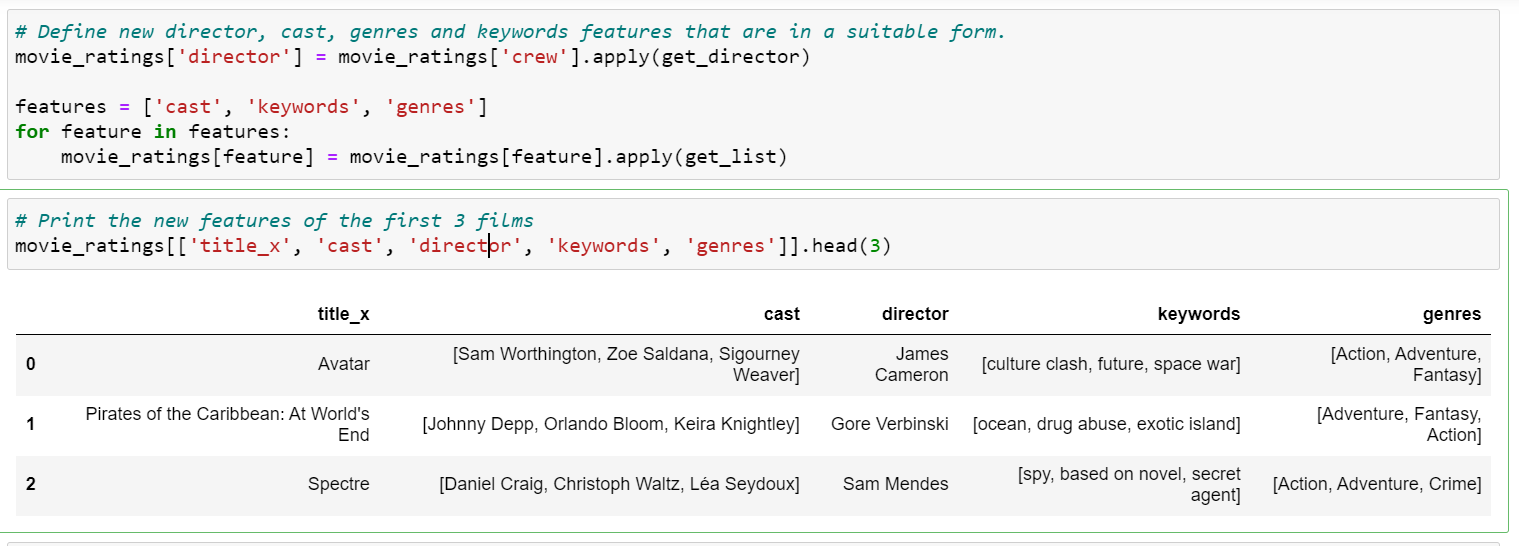 # Define new director, cast, genres and keywords features that are in a suitable form.
movie_ratings['director'] = movie_ratings['crew'].apply(get_director)
features = ['cast', 'keywords', 'genres']
for feature in features:
    movie_ratings[feature] = movie_ratings[feature].apply(get_list)
# Print the new features of the first 3 films
movie_ratings[['title_x', 'cast', 'director', 'keywords', 'genres']].head(3)
title_x cast director keywords genres
0 Avatar [Sam Worthington, Zoe Saldana, Sigourney Weaver] James Cameron [culture clash, future, space war] [Action, Adventure, Fantasy]
1 Pirates of the Caribbean: At World's End [Johnny Depp, Orlando Bloom, Keira Knightley] Gore Verbinski [ocean, drug abuse, exotic island] [Adventure, Fantasy, Action]
2 Spectre [Daniel Craig, Christoph Waltz, Léa Seydoux] Sam Mendes [spy, based on novel, secret agent] [Action, Adventure, Crime]